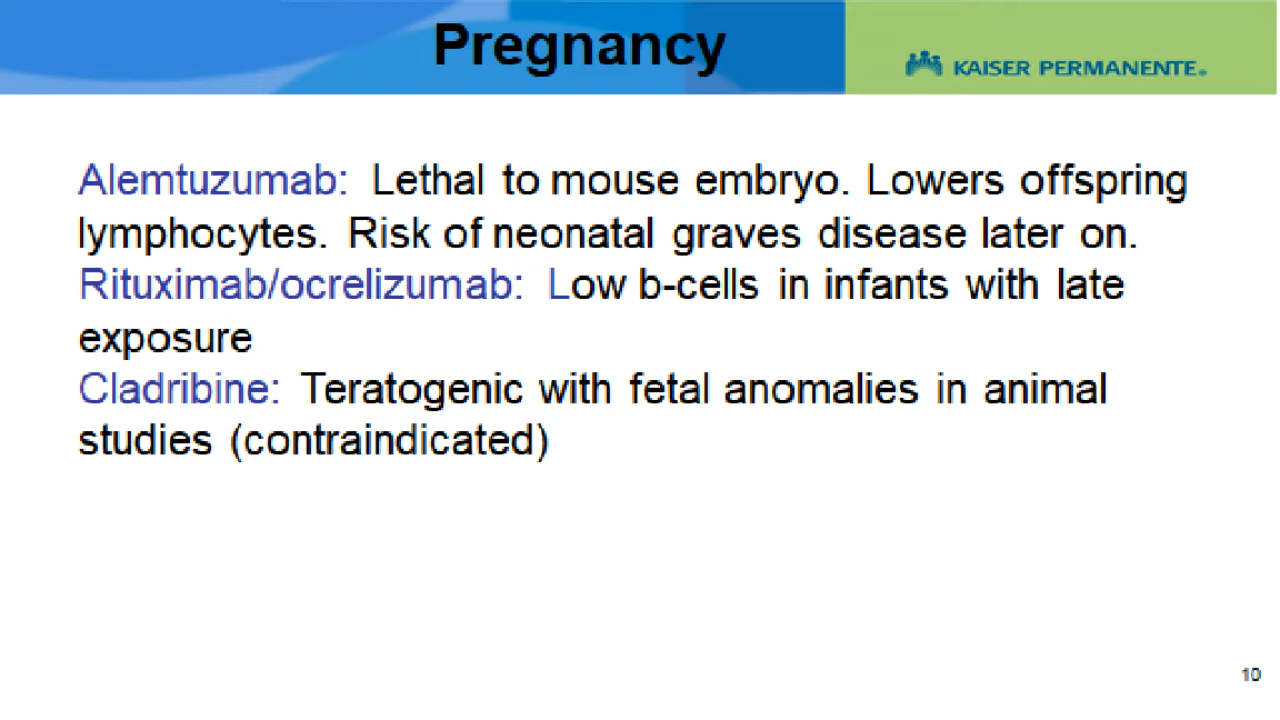 Pregnancy
KAISER PERMANENTE®
Alemtuzumab: Lethal to mouse embryo. Lowers offspring
lymphocytes. Risk of neonatal graves disease later on.
Rituximab/ocrelizumab: Low b-cells in infants with late
exposure
Cladribine: Teratogenic with fetal anomalies in animal
studies (contraindicated)
10